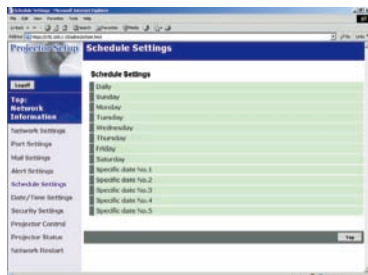 Schedule Settings
Projector Setup
Schedule Settings
Logoff
Top:
Network
Information
Network Settings
Port Settings
Mail Settings
Alert Settings
Schedule Settings
Date/Time Settings
Security Settings
Projector Control
Projector Status
Network Restart
Schedule Settings
Daily
Sunday
Monday
Tuesday
Wednesday
Thursday
Friday
Saturday
Specific date No.1
Specific date No.2
Specific date No.3
Specific date No.4
Specific date No.5
Top